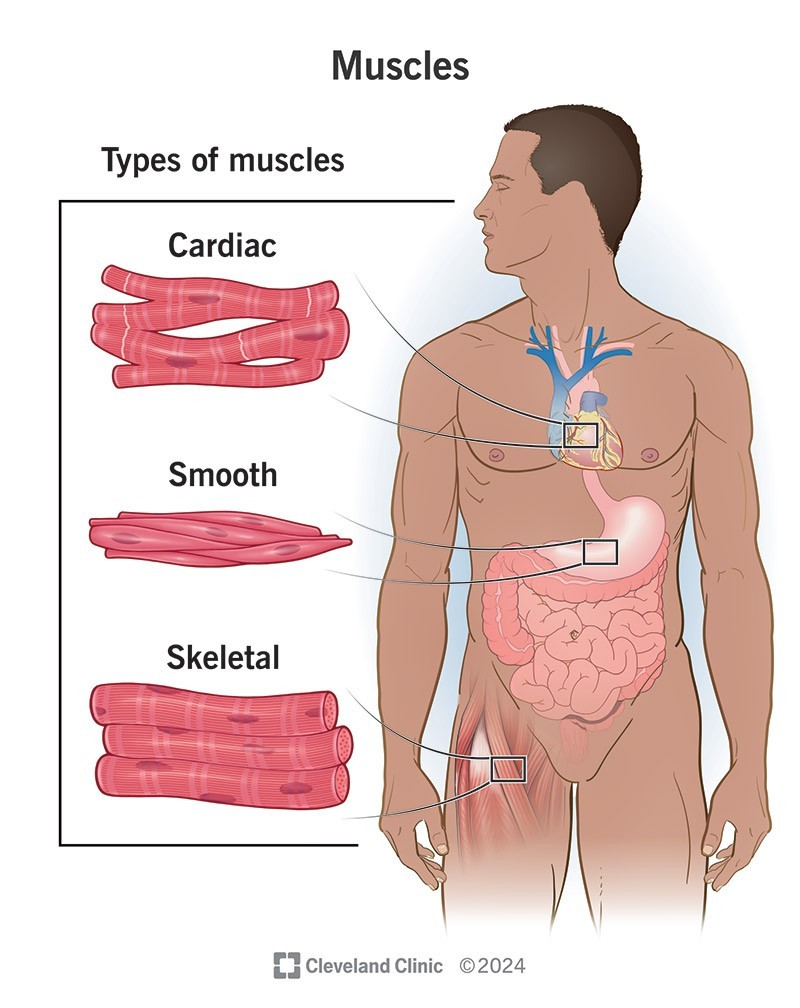 Muscles
Types of muscles
Cardiac
Smooth
Skeletal
Cleveland Clinic ©2024